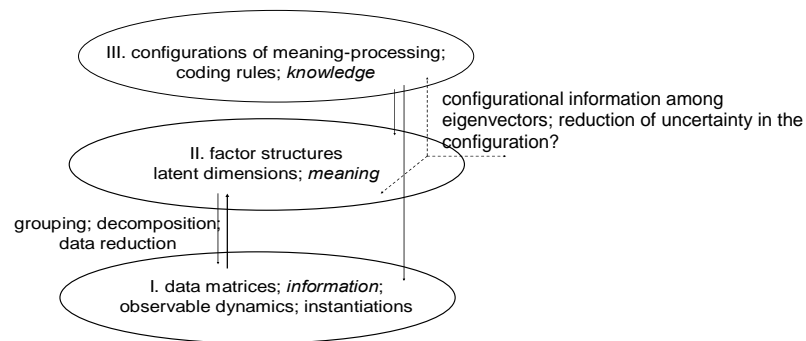 III. configurations of meaning-processing;
coding rules; knowledge
configurational information among
eigenvectors; reduction of uncertainty in the
configuration?
II. factor structures
latent dimensions; meaning
grouping; decomposition;
data reduction
I. data matrices; information;
observable dynamics; instantiations